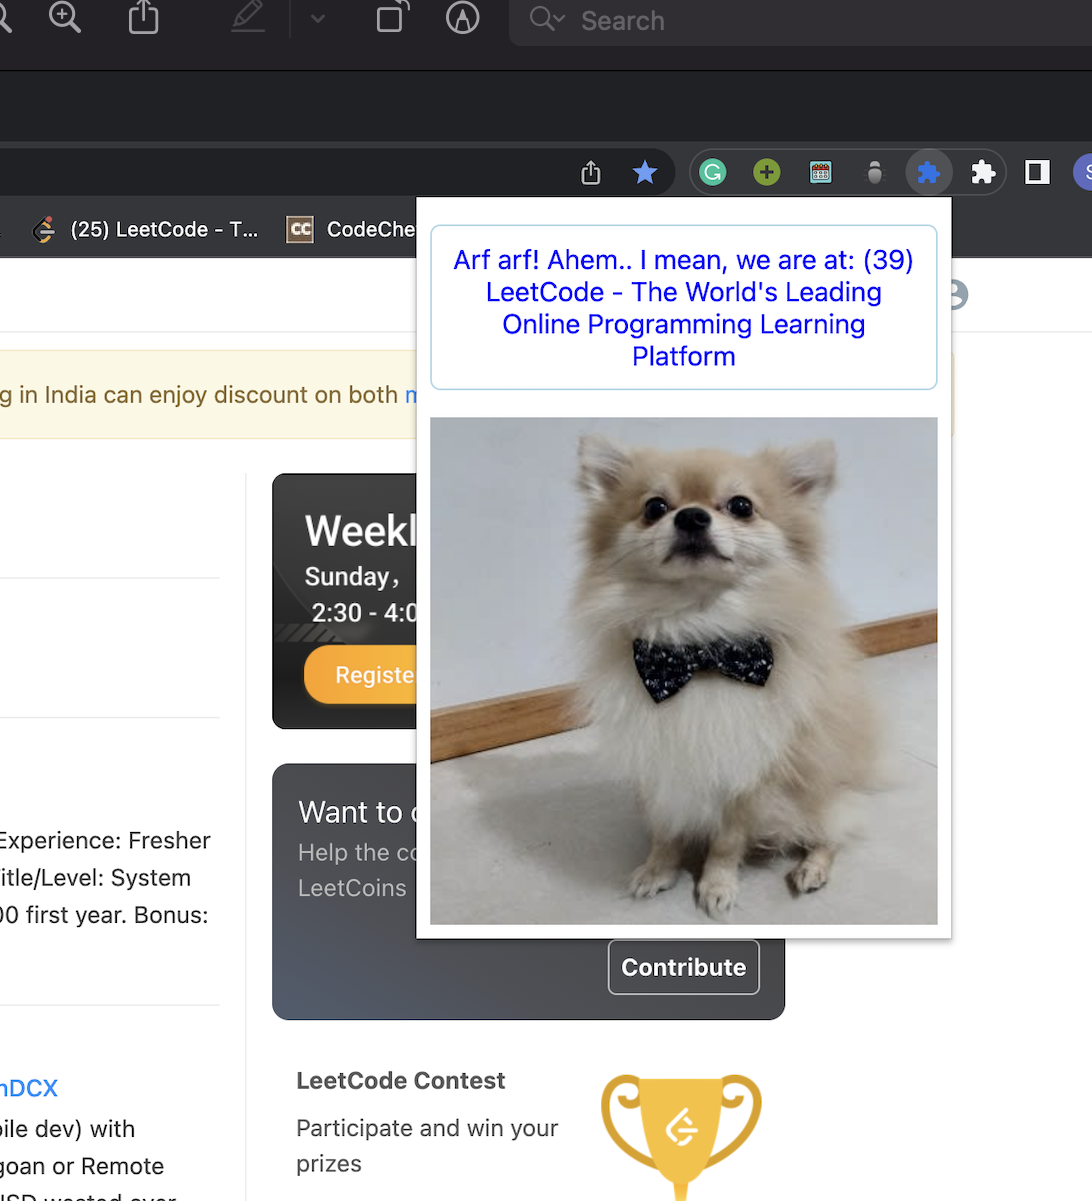 Search
(25) LeetCode - T...
CC
CodeChe
Arf arf! Ahem.. I mean, we are at: (39)
LeetCode - The World's Leading
Online Programming Learning
Platform
g in India can enjoy discount on both
Weekl
Sunday,
2:30 - 4:0
Registe
Want to
Help the co
LeetCoins
Contribute
Experience: Fresher
itle/Level: System
00 first year. Bonus:
nDCX
bile dev) with
goan or Remote
LeetCode Contest
Participate and win your
prizes